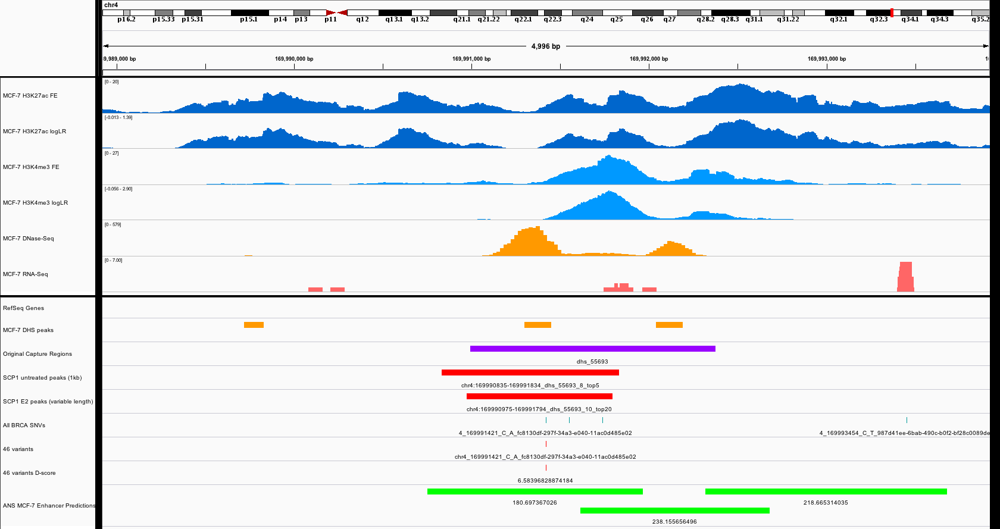 chr4
p16.2 p15.33 p15.31 p15.1 p14 p13 p11 q12 q13.1 q13.2 q21.1 q21.22 q22.1 q22.3 q24 q25 q26 q27 q28.2 q28.3 q31.1 q31.22 q32.1 q32.3 q34.1 q34.3 q35.2
4,996 bp
9,989,000 bp 169,990,000 bp 169,991,000 bp 169,992,000 bp 169,993,000 bp 16
[0 - 20]
MCF-7 H3K27ac FE
[-0.013 - 1.39]
MCF-7 H3K27ac logLR
[0 - 27]
MCF-7 H3K4me3 FE
[-0.056 - 2.90]
MCF-7 H3K4me3 logLR
[0 - 579]
MCF-7 DNase-Seq
[0 - 7.00]
MCF-7 RNA-Seq
RefSeq Genes
MCF-7 DHS peaks
Original Capture Regions
dhs_55693
SCP1 untreated peaks (1kb)
chr4:169990835-169991834_dhs_55693_8_top5
SCP1 E2 peaks (variable length)
chr4:169990975-169991794_dhs_55693_10_top20
All BRCA SNVs
4_169991421_C_A_fc8130df-297f-34a3-e040-11ac0d485e02 4_169993454_C_T_987d41ee-6bab-490c-b0f2-bf28c0089de
46 variants
chr4_169991421_C_A_fc8130df-297f-34a3-e040-11ac0d485e02
46 variants D-score
6.58396828874184
ANS MCF-7 Enhancer Predictions
180.697367026 218.665314035
238.155656496